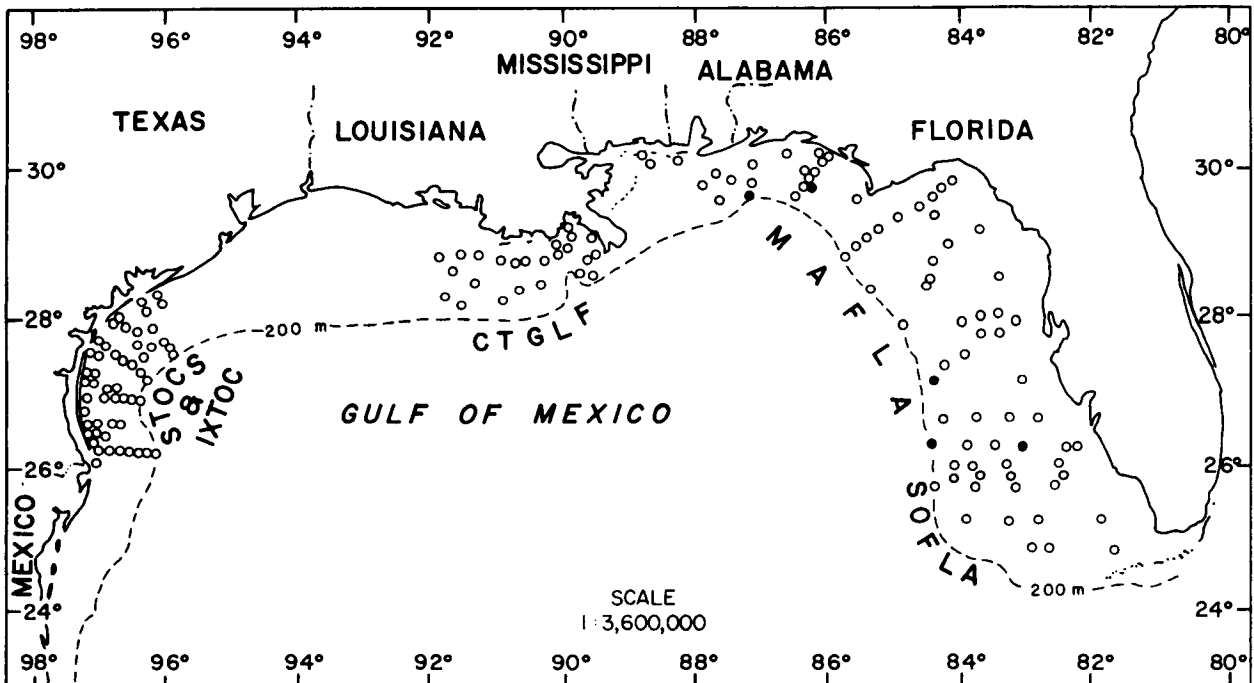 98° 96° 94° 92° 90° 88° 86° 84° 82° 80°
MISSISSIPPI ALABAMA
TEXAS LOUISIANA FLORIDA
30° 30°
MAFLA
28° 200 m 28°
CTGLF
STOCS
&
IXTOC
GULF OF MEXICO
26° 26°
SOFLA
MEXICO
200 m
SCALE
24° 24°
1:3,600,000
98° 96° 94° 92° 90° 88° 86° 84° 82° 80°